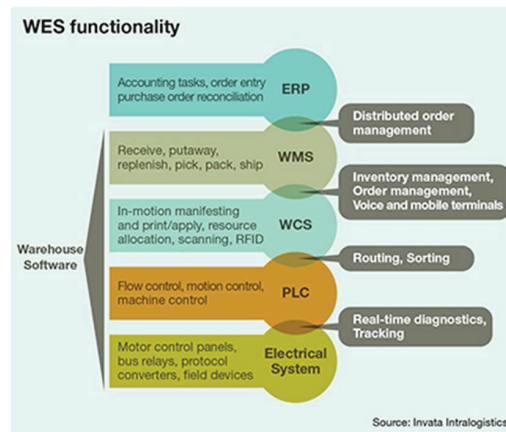 WES functionality
Accounting tasks, order entry
purchase order reconciliation
ERP
Distributed order
management
Receive, putaway,
replenish, pick, pack, ship
WMS
Inventory management,
Order management,
Voice and mobile terminals
In-motion manifesting
and print/apply, resource
allocation, scanning, RFID
WCS
Warehouse
Software
Routing, Sorting
Flow control, motion control,
machine control
PLC
Real-time diagnostics,
Tracking
Motor control panels,
bus relays, protocol
converters, field devices
Electrical
System
Source: Invata Intralogistics